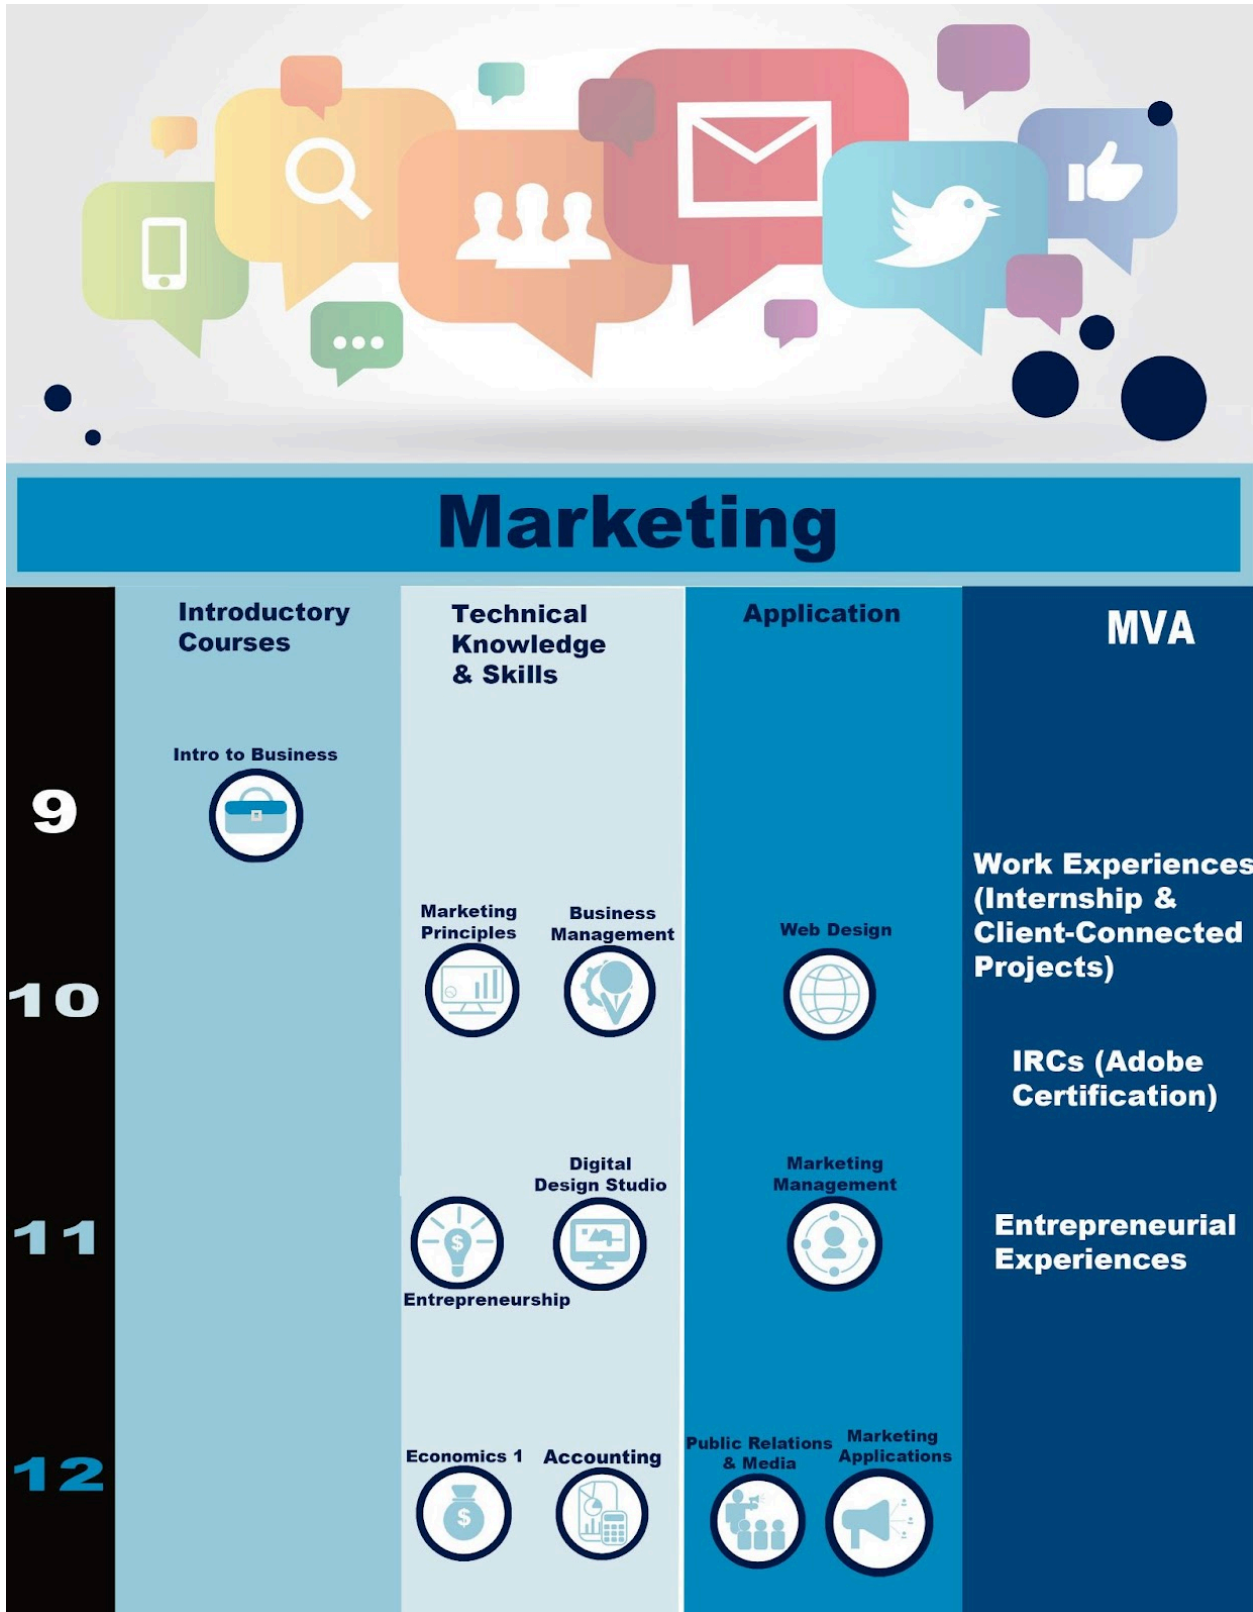 Marketing
Introductory
Courses
Technical
Knowledge
& Skills
Application
MVA
9
Intro to Business
10
Marketing
Principles
Business
Management
Web Design
Work Experiences
(Internship &
Client-Connected
Projects)
IRCs (Adobe
Certification)
11
Entrepreneurship
Digital
Design Studio
Marketing
Management
Entrepreneurial
Experiences
12
Economics 1
Accounting
Public Relations
& Media
Marketing
Applications
$
$